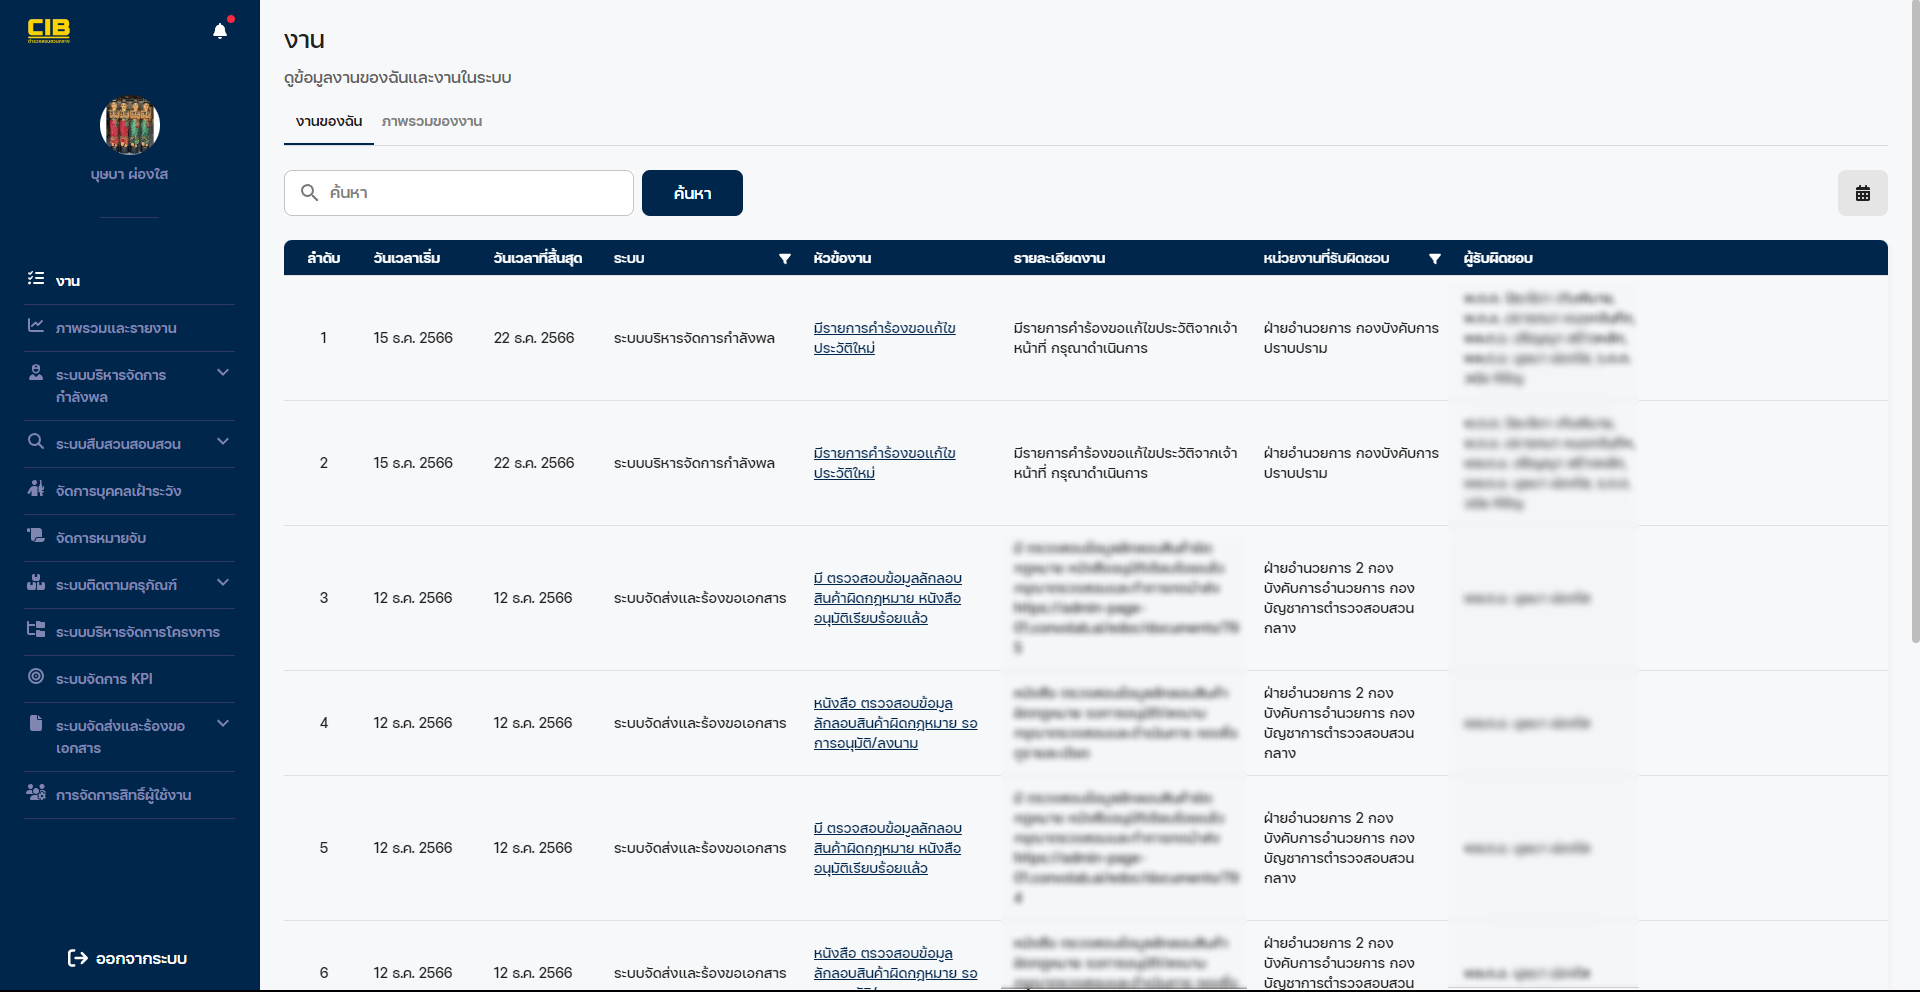 CIB
ตำรวจสอบสวนกลาง
บุษบา ผ่องใส
งาน
ภาพรวมและรายงาน
ระบบบริหารจัดการ
กำลังพล
ระบบสืบสวนสอบสวน
จัดการบุคคลเฝ้าระวัง
จัดการหมายจับ
ระบบติดตามครุภัณฑ์
ระบบบริหารจัดการโครงการ
ระบบจัดการ KPI
ระบบจัดส่งและร้องขอ
เอกสาร
การจัดการสิทธิ์ผู้ใช้งาน
ออกจากระบบ
งาน
ดูข้อมูลงานของฉันและงานในระบบ
งานของฉัน ภาพรวมของงาน
ค้นหา ค้นหา
ลำดับ วันเวลาเริ่ม วันเวลาที่สิ้นสุด ระบบ หัวข้องาน รายละเอียดงาน หน่วยงานที่รับผิดชอบ ผู้รับผิดชอบ
1 15 ธ.ค. 2566 22 ธ.ค. 2566 ระบบบริหารจัดการกำลังพล
มีรายการคำร้องขอแก้ไข
ประวัติใหม่
มีรายการคำร้องขอแก้ไขประวัติจากเจ้า
หน้าที่ กรุณาดำเนินการ
ฝ่ายอำนวยการ กองบังคับการ
ปราบปราม
2 15 ธ.ค. 2566 22 ธ.ค. 2566 ระบบบริหารจัดการกำลังพล
มีรายการคำร้องขอแก้ไข
ประวัติใหม่
มีรายการคำร้องขอแก้ไขประวัติจากเจ้า
หน้าที่ กรุณาดำเนินการ
ฝ่ายอำนวยการ กองบังคับการ
ปราบปราม
3 12 ธ.ค. 2566 12 ธ.ค. 2566 ระบบจัดส่งและร้องขอเอกสาร
มี ตรวจสอบข้อมูลลักลอบ
สินค้าผิดกฎหมาย หนังสือ
อนุมัติเรียบร้อยแล้ว
ฝ่ายอำนวยการ 2 กอง
บังคับการอำนวยการ กอง
บัญชาการตำรวจสอบสวน
กลาง
4 12 ธ.ค. 2566 12 ธ.ค. 2566 ระบบจัดส่งและร้องขอเอกสาร
หนังสือ ตรวจสอบข้อมูล
ลักลอบสินค้าผิดกฎหมาย รอ
การอนุมัติ/ลงนาม
ฝ่ายอำนวยการ 2 กอง
บังคับการอำนวยการ กอง
บัญชาการตำรวจสอบสวน
กลาง
5 12 ธ.ค. 2566 12 ธ.ค. 2566 ระบบจัดส่งและร้องขอเอกสาร
มี ตรวจสอบข้อมูลลักลอบ
สินค้าผิดกฎหมาย หนังสือ
อนุมัติเรียบร้อยแล้ว
ฝ่ายอำนวยการ 2 กอง
บังคับการอำนวยการ กอง
บัญชาการตำรวจสอบสวน
กลาง
6 12 ธ.ค. 2566 12 ธ.ค. 2566 ระบบจัดส่งและร้องขอเอกสาร
หนังสือ ตรวจสอบข้อมูล
ลักลอบสินค้าผิดกฎหมาย รอ
ฝ่ายอำนวยการ 2 กอง
บังคับการอำนวยการ กอง
บัญชาการตำรวจสอบสวน